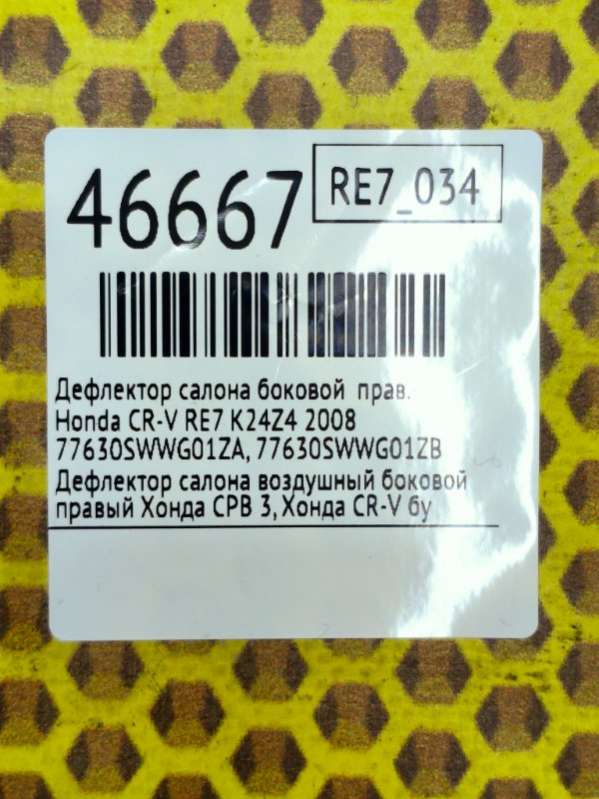 46667
RE7_034
Дефлектор салона боковой прав.
Honda CR-V RE7 K24Z4 2008
77630SWWG01ZA, 77630SWWG01ZB
Дефлектор салона воздушный боковой
правый Хонда СРВ 3, Хонда CR-V бу